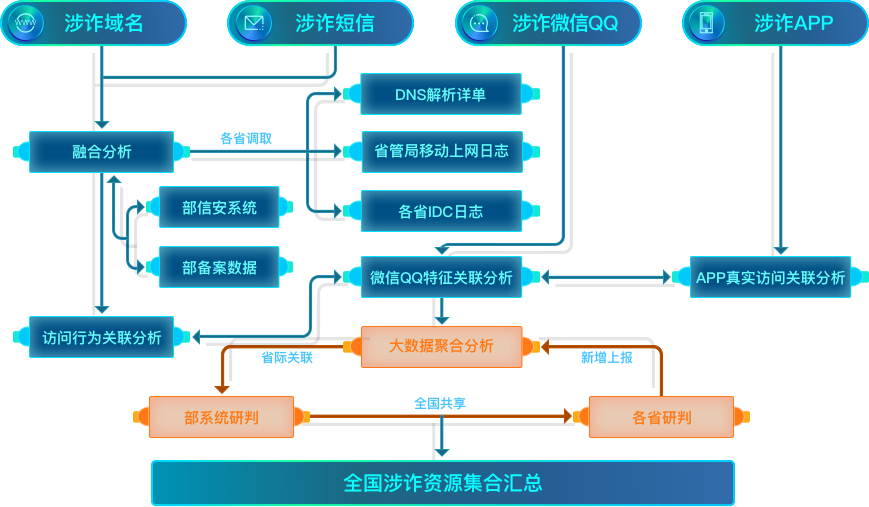 涉诈域名
涉诈短信
涉诈微信QQ
涉诈APP
DNS解析详单
各省调取
融合分析
省管局移动上网日志
部信安系统
各省IDC日志
部备案数据
微信QQ特征关联分析
APP真实访问关联分析
访问行为关联分析
大数据聚合分析
省际关联
新增上报
全国共享
部系统研判
各省研判
全国涉诈资源集合汇总